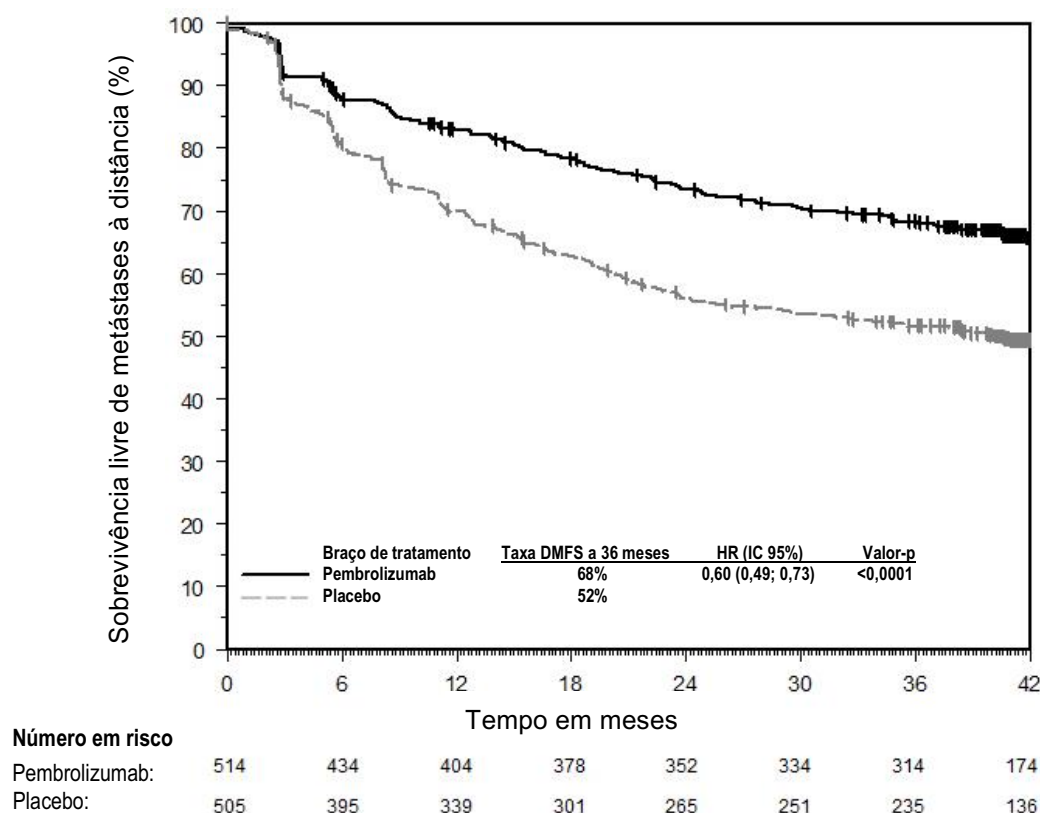 Sobrevivência livre de metástases à distância (%)
100
90
80
70
60
50
40
30
20
10
0
Braço de tratamento Taxa DMFS a 36 meses HR (IC 95%) Valor-p
Pembrolizumab 68% 0,60 (0,49; 0,73) <0,0001
Placebo 52%
0 6 12 18 24 30 36 42
Tempo em meses
Número em risco
Pembrolizumab: 514 434 404 378 352 334 314 174
Placebo: 505 395 339 301 265 251 235 136